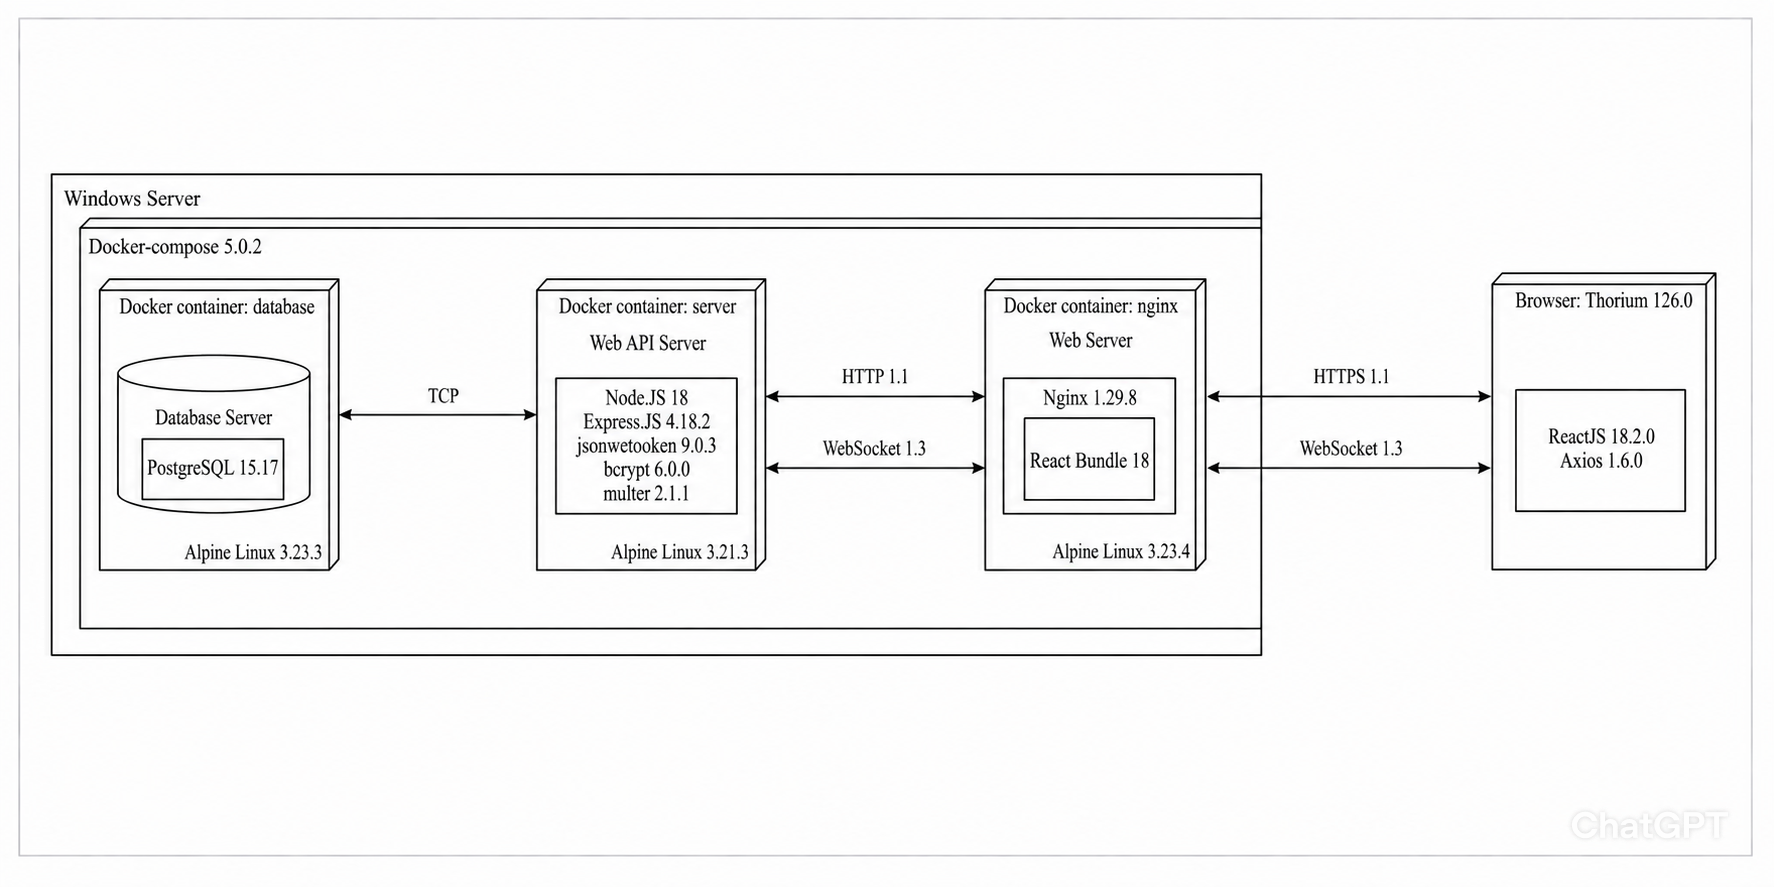 Windows Server
Docker-compose 5.0.2
Docker container: database
Database Server
PostgreSQL 15.17
Alpine Linux 3.23.3
TCP
Docker container: server
Web API Server
Node.JS 18
Express.JS 4.18.2
jsonwetooken 9.0.3
bcrypt 6.0.0
multer 2.1.1
Alpine Linux 3.21.3
HTTP 1.1
WebSocket 1.3
Docker container: nginx
Web Server
Nginx 1.29.8
React Bundle 18
Alpine Linux 3.23.4
HTTPS 1.1
WebSocket 1.3
Browser: Thorium 126.0
ReactJS 18.2.0
Axios 1.6.0
ChatGPT